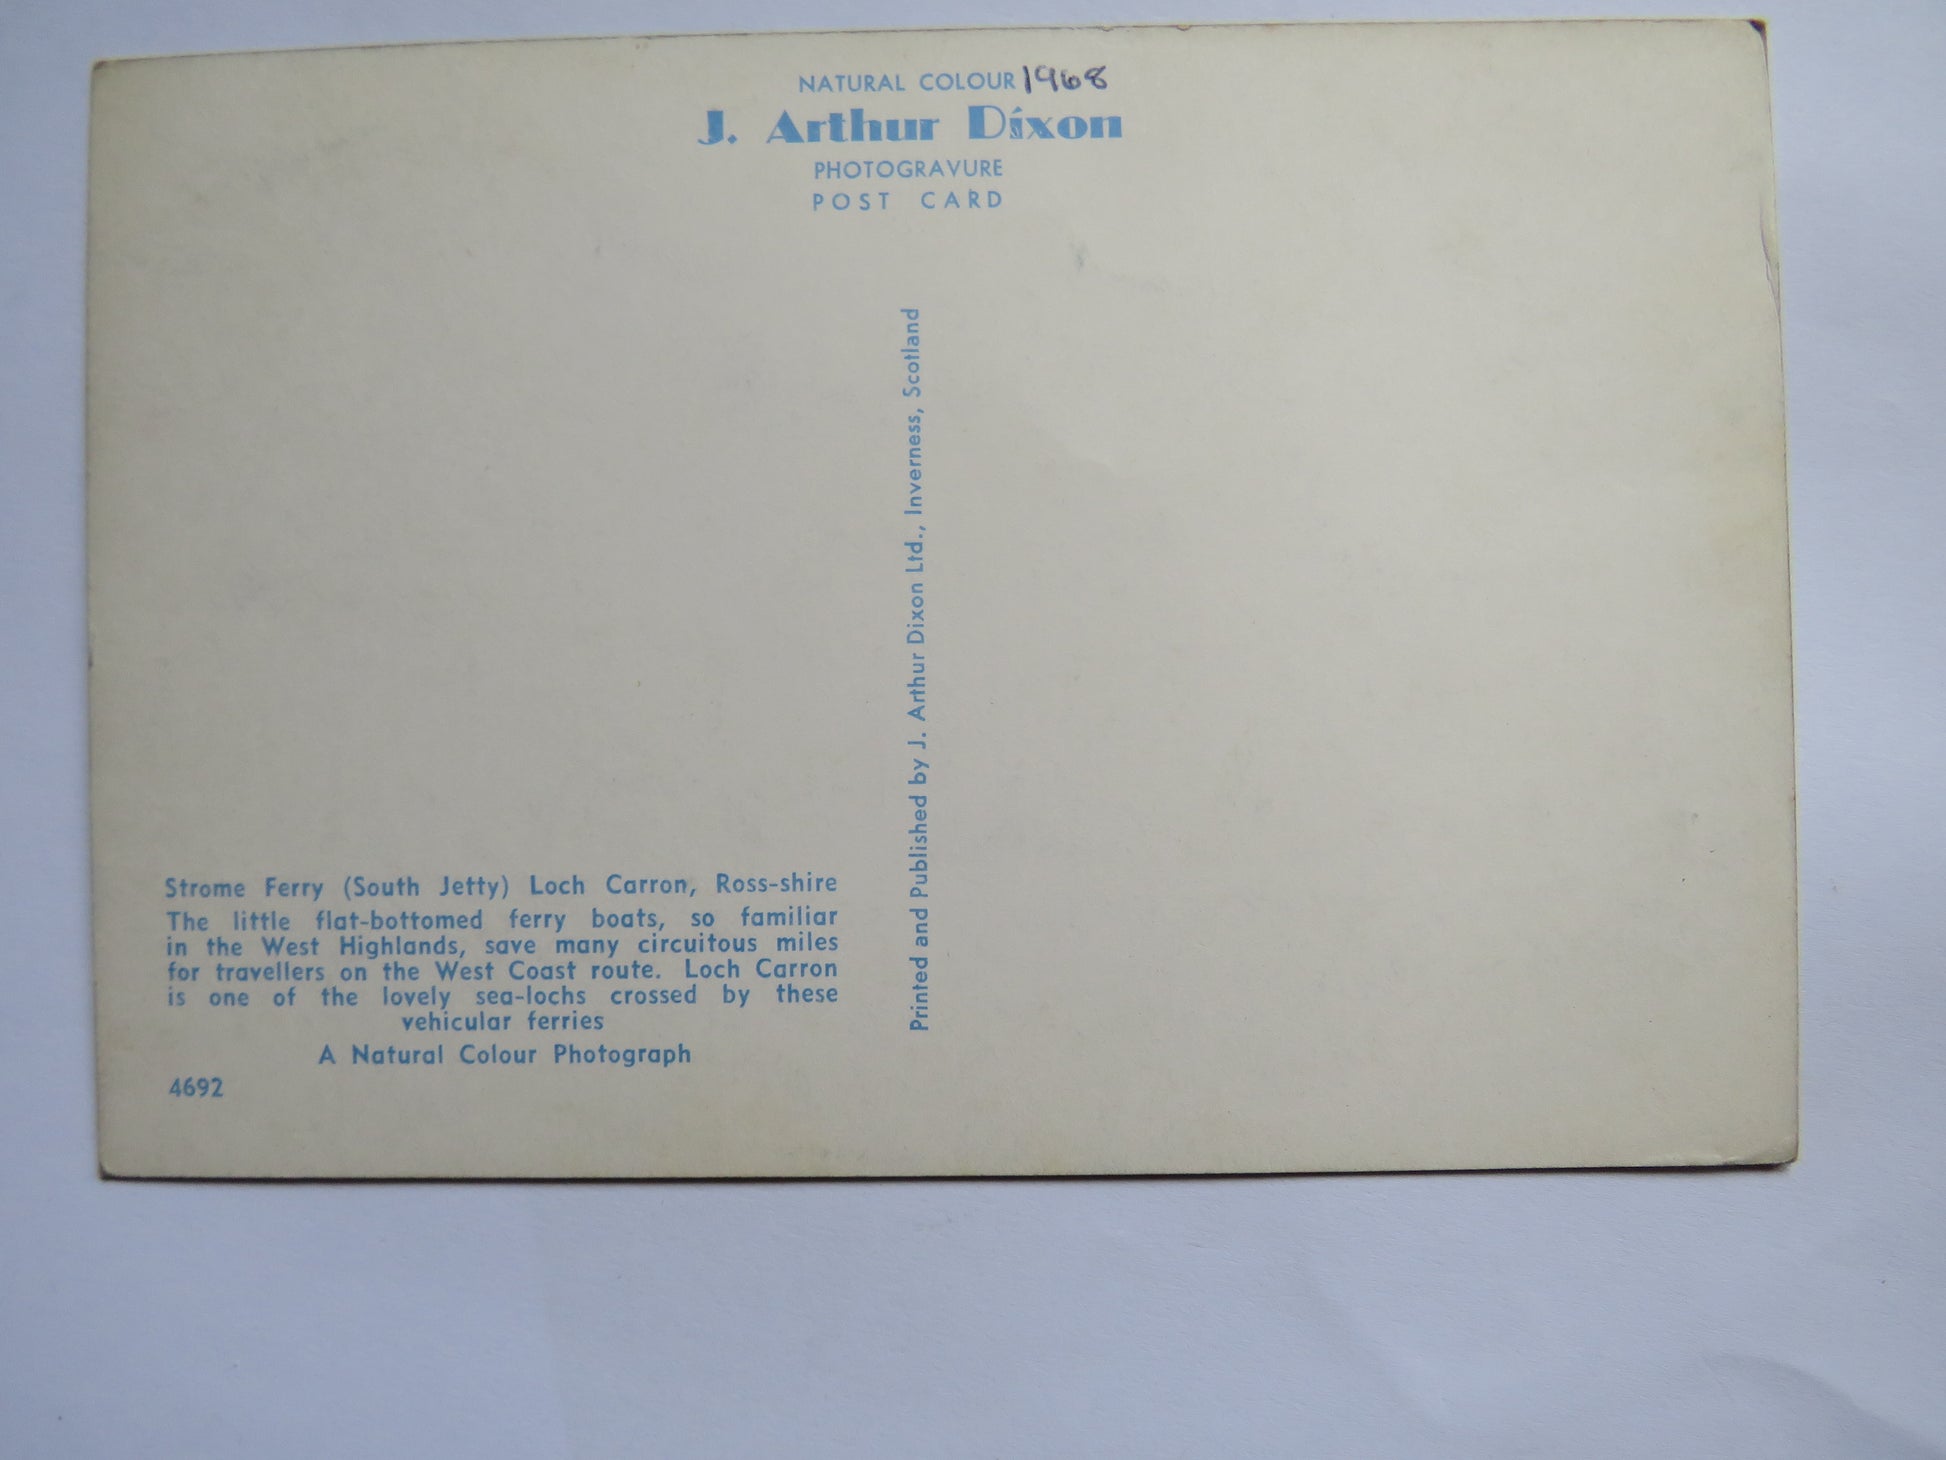 NATURAL COLOUR 1968
J. Arthur Dixon
PHOTOGRAVURE
POST CARD
Printed and Published by J. Arthur Dixon Ltd., Inverness, Scotland
Strome Ferry (South Jetty) Loch Carron, Ross-shire
The little flat-bottomed ferry boats, so familiar
in the West Highlands, save many circuitous miles
for travellers on the West Coast route. Loch Carron
is one of the lovely sea-lochs crossed by these
vehicular ferries
A Natural Colour Photograph
4692